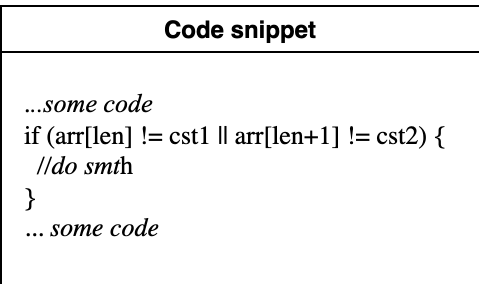 Code snippet
...some code
if (arr[len] != cst1 || arr[len+1] != cst2) {
//do smth
}
... some code